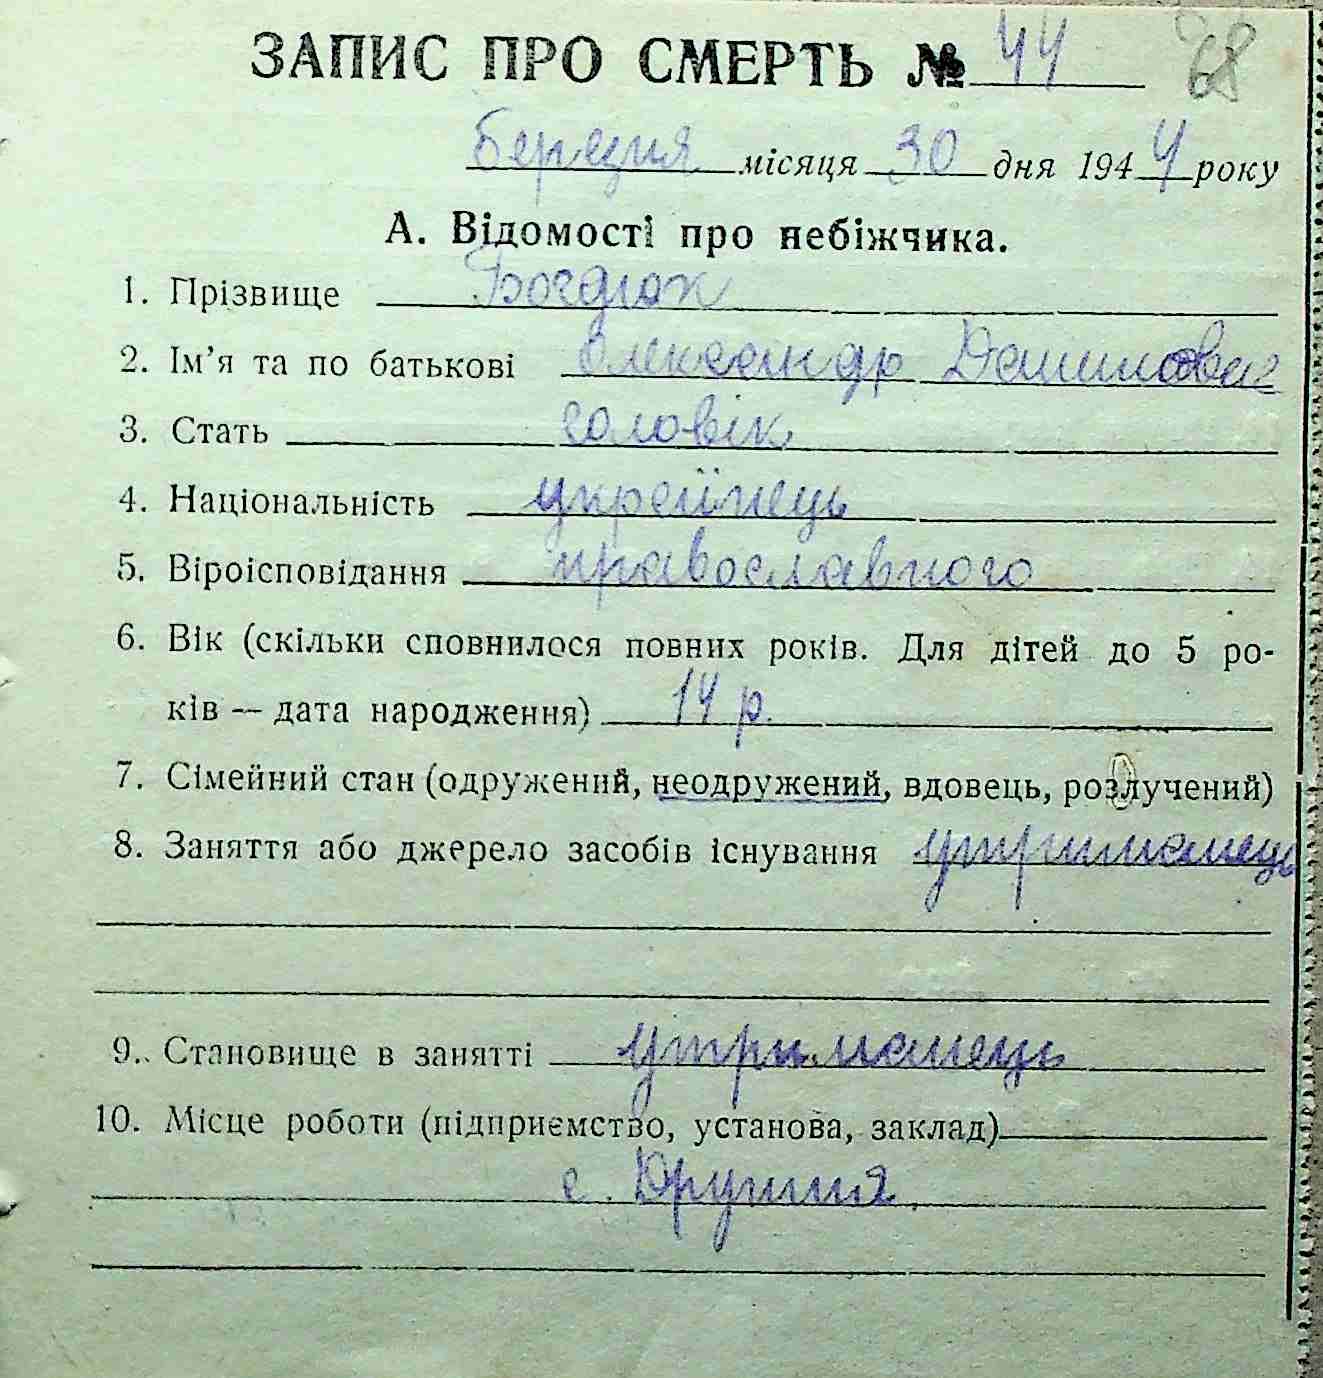 ЗАПИС ПРО СМЕРТЬ № 44 68
березня місяця 30 дня 1944 року
А. Відомості про небіжчика.
1. Прізвище
2. Ім'я та по батькові Олександр
3. Стать чоловік
4. Національність українець
5. Віроісповідання православного
6. Вік (скільки сповнилося повних років. Для дітей до 5 ро-
ків — дата народження) 14 р.
7. Сімейний стан (одружений, неодружений, вдовець, розлучений)
8. Заняття або джерело засобів існування утриманець
9. Становище в занятті утриманець
10. Місце роботи (підприємство, установа, заклад)
с.